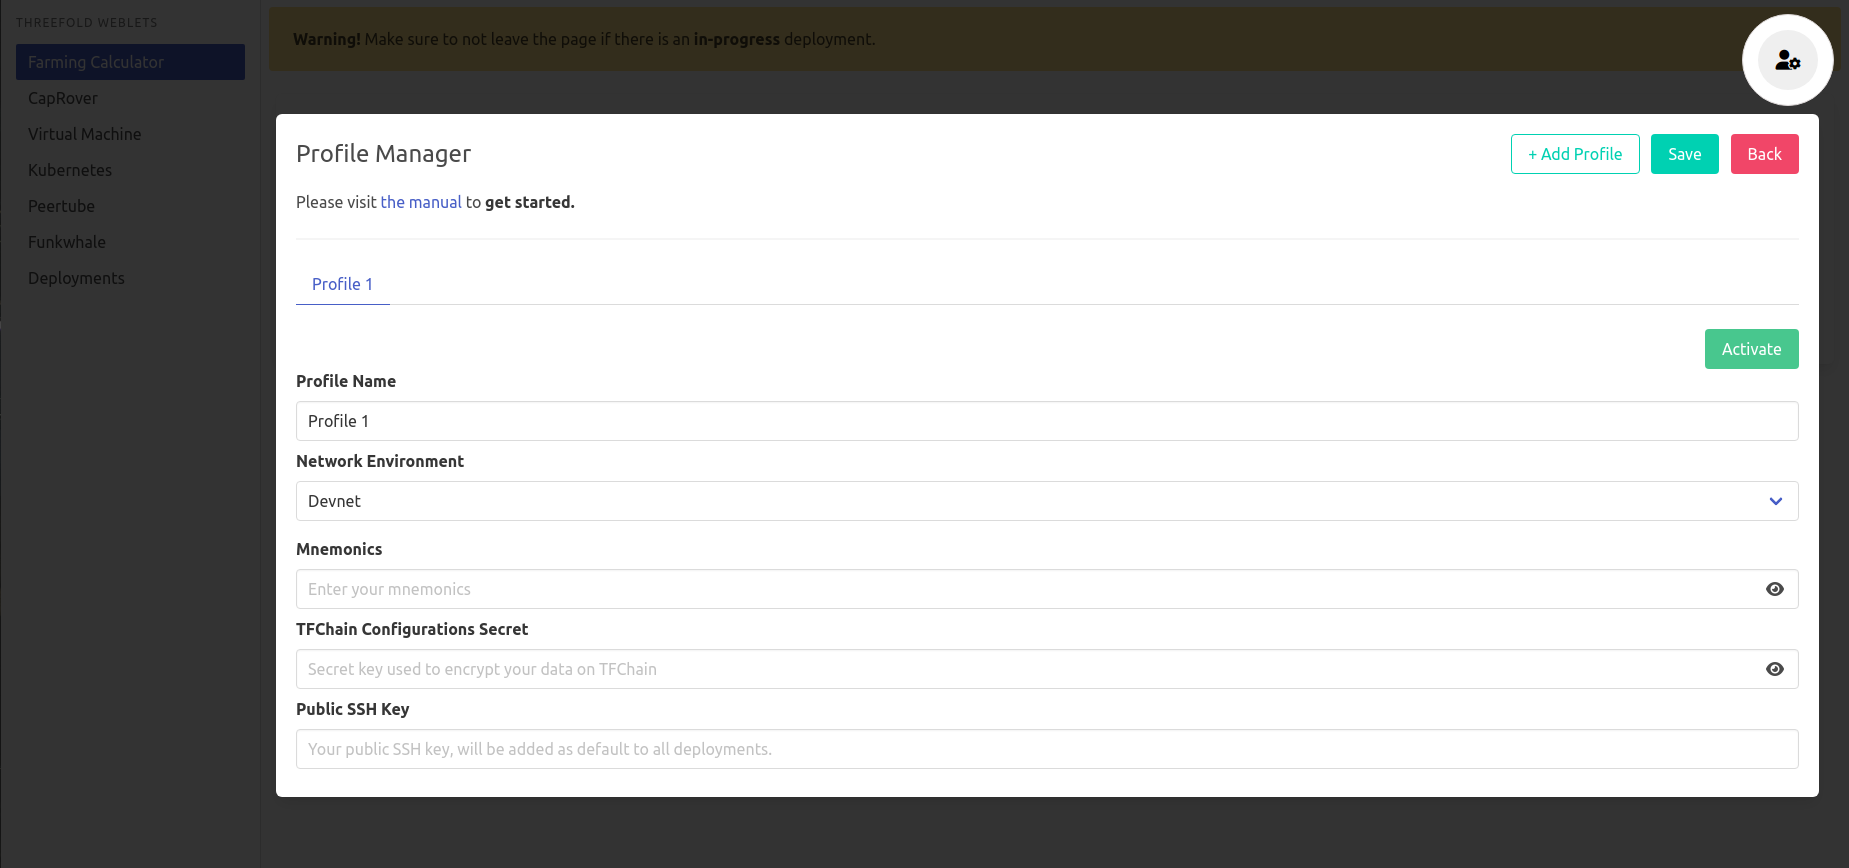 THREEFOLD WEBLETS
Farming Calculator
CapRover
Virtual Machine
Kubernetes
Peertube
Funkwhale
Deployments
Warning! Make sure to not leave the page if there is an in-progress deployment.
Profile Manager
+ Add Profile
Save
Back
Please visit the manual to get started.
Profile 1
Activate
Profile Name
Profile 1
Network Environment
Devnet
Mnemonics
Enter your mnemonics
TFChain Configurations Secret
Secret key used to encrypt your data on TFChain
Public SSH Key
Your public SSH key, will be added as default to all deployments.